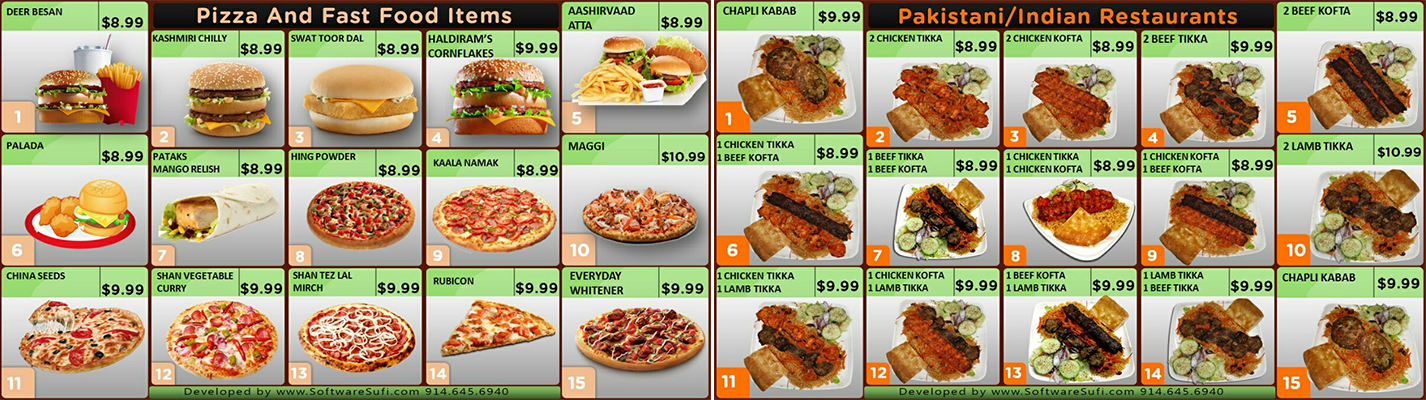 Pizza And Fast Food Items
DEER BESAN
$8.99
1
KASHMIRI CHILLY
$8.99
2
SWAT TOOR DAL
$8.99
3
HALDIRAM'S
CORNFLAKES
$9.99
4
AASHIRVAAD
ATTA
$8.99
5
PALADA
$8.99
6
PATAKS
MANGO RELISH
$8.99
7
HING POWDER
$8.99
8
KAALA NAMAK
$8.99
9
MAGGI
$10.99
10
CHINA SEEDS
$9.99
11
SHAN VEGETABLE
CURRY
$9.99
12
SHAN TEZ LAL
MIRCH
$9.99
13
RUBICON
$9.99
14
EVERYDAY
WHITENER
$9.99
15
Developed by www.SoftwareSufi.com 914.645.6940
Pakistani/Indian Restaurants
CHAPLI KABAB
$9.99
1
2 CHICKEN TIKKA
$8.99
2
2 CHICKEN KOFTA
$8.99
3
2 BEEF TIKKA
$9.99
4
2 BEEF KOFTA
$8.99
5
1 CHICKEN TIKKA
1 BEEF KOFTA
$8.99
6
1 BEEF TIKKA
1 BEEF KOFTA
$8.99
7
1 CHICKEN TIKKA
1 CHICKEN KOFTA
$8.99
8
1 CHICKEN KOFTA
1 BEEF KOFTA
$8.99
9
2 LAMB TIKKA
$10.99
10
1 CHICKEN TIKKA
1 LAMB TIKKA
$9.99
11
1 CHICKEN KOFTA
1 LAMB TIKKA
$9.99
12
1 BEEF KOFTA
1 LAMB TIKKA
$9.99
13
1 LAMB TIKKA
1 BEEF TIKKA
$9.99
14
CHAPLI KABAB
$9.99
15
Developed by www.SoftwareSufi.com 914.645.6940